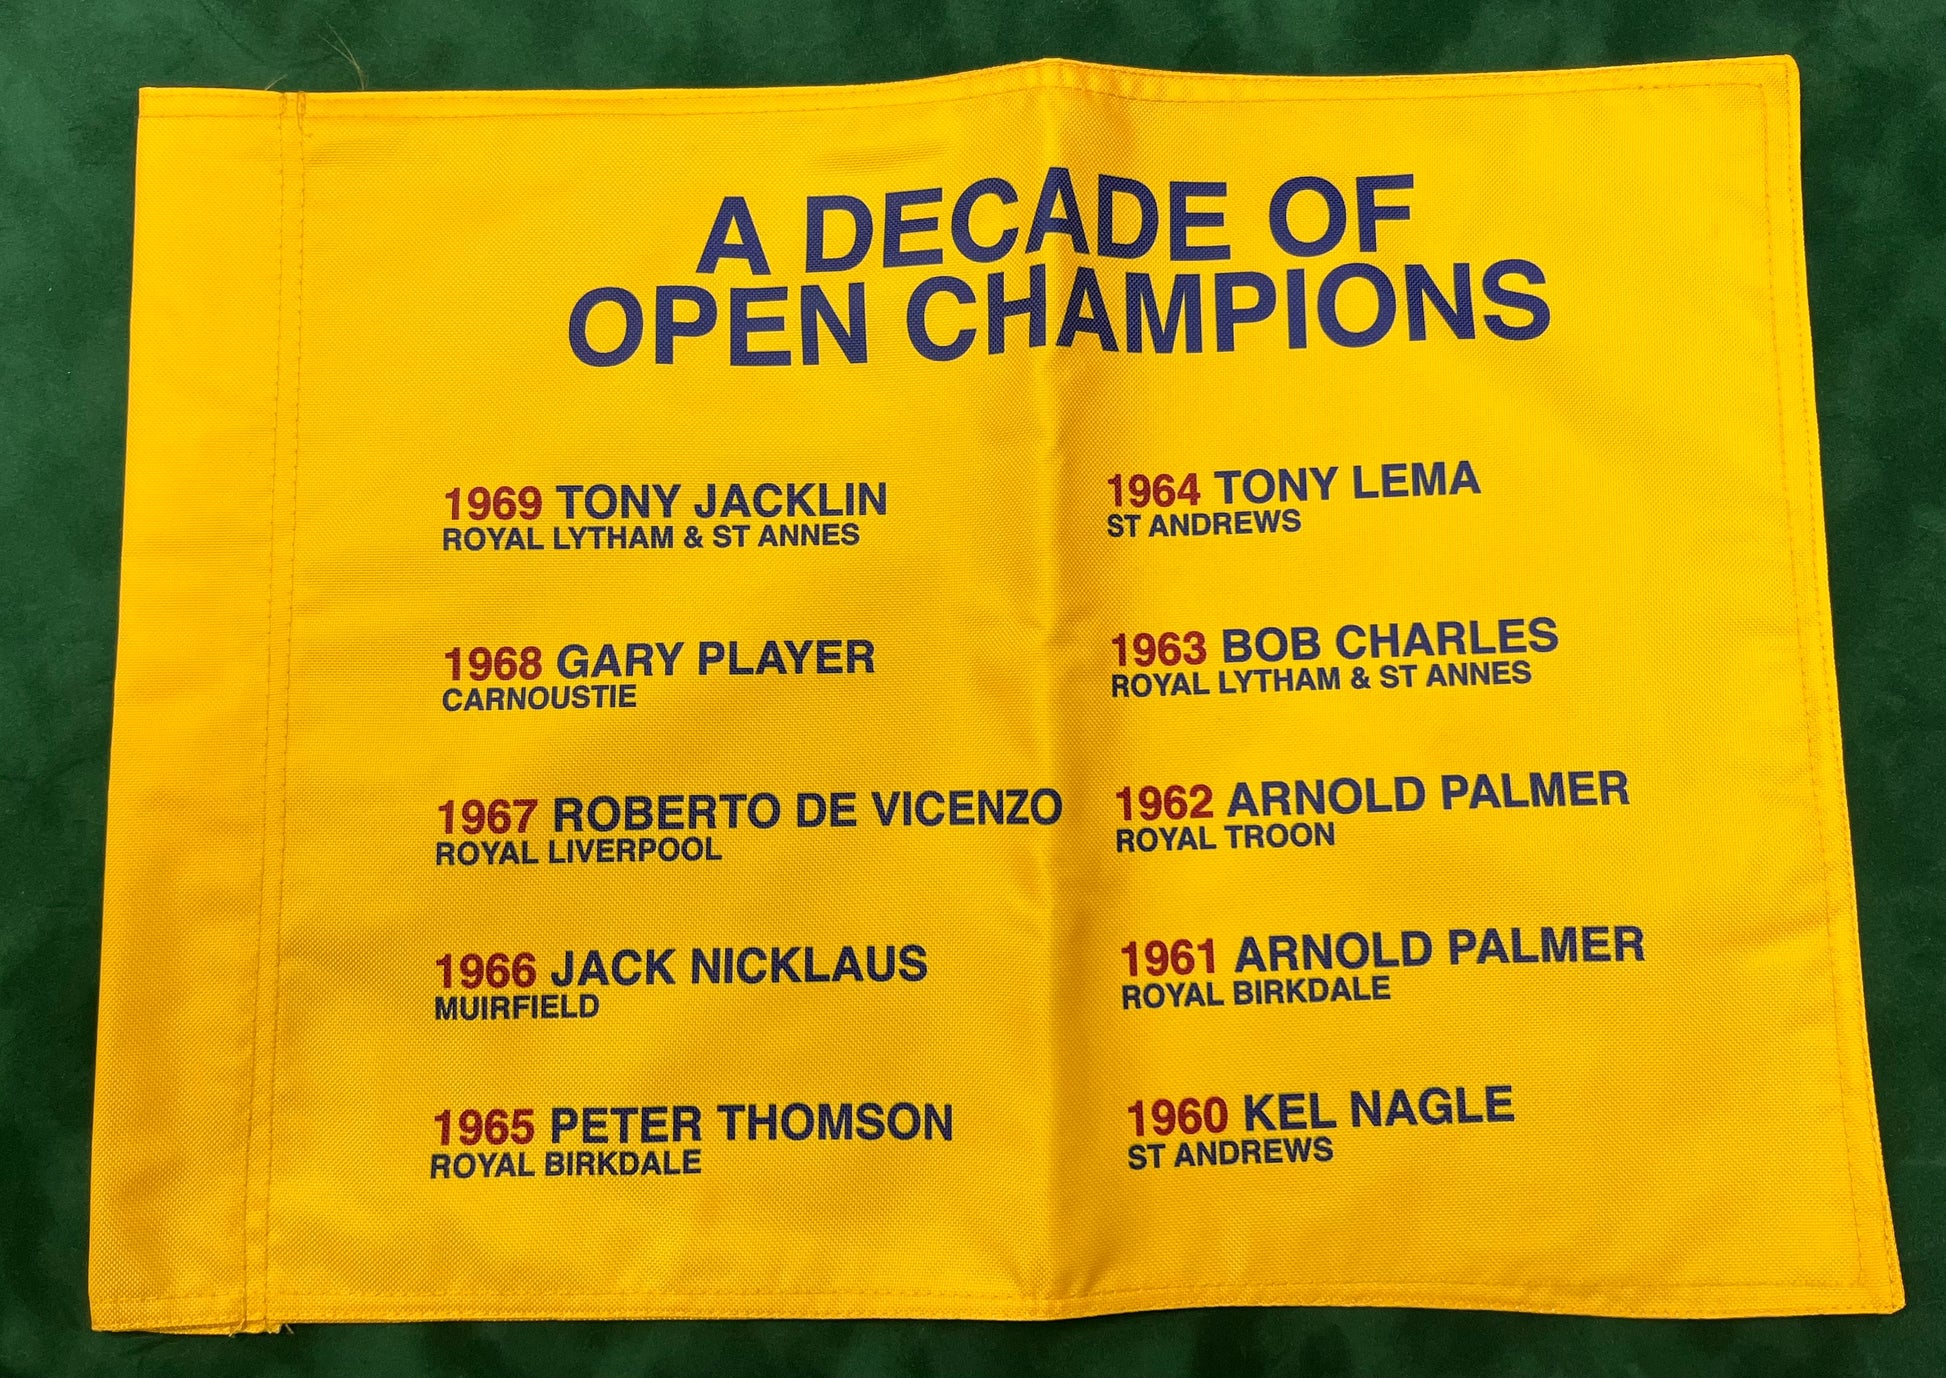 A DECADE OF
OPEN CHAMPIONS
1969 TONY JACKLIN
ROYAL LYTHAM & ST ANNES
1968 GARY PLAYER
CARNOUSTIE
1967 ROBERTO DE VICENZO
ROYAL LIVERPOOL
1966 JACK NICKLAUS
MUIRFIELD
1965 PETER THOMSON
ROYAL BIRKDALE
1964 TONY LEMA
ST ANDREWS
1963 BOB CHARLES
ROYAL LYTHAM & ST ANNES
1962 ARNOLD PALMER
ROYAL TROON
1961 ARNOLD PALMER
ROYAL BIRKDALE
1960 KEL NAGLE
ST ANDREWS